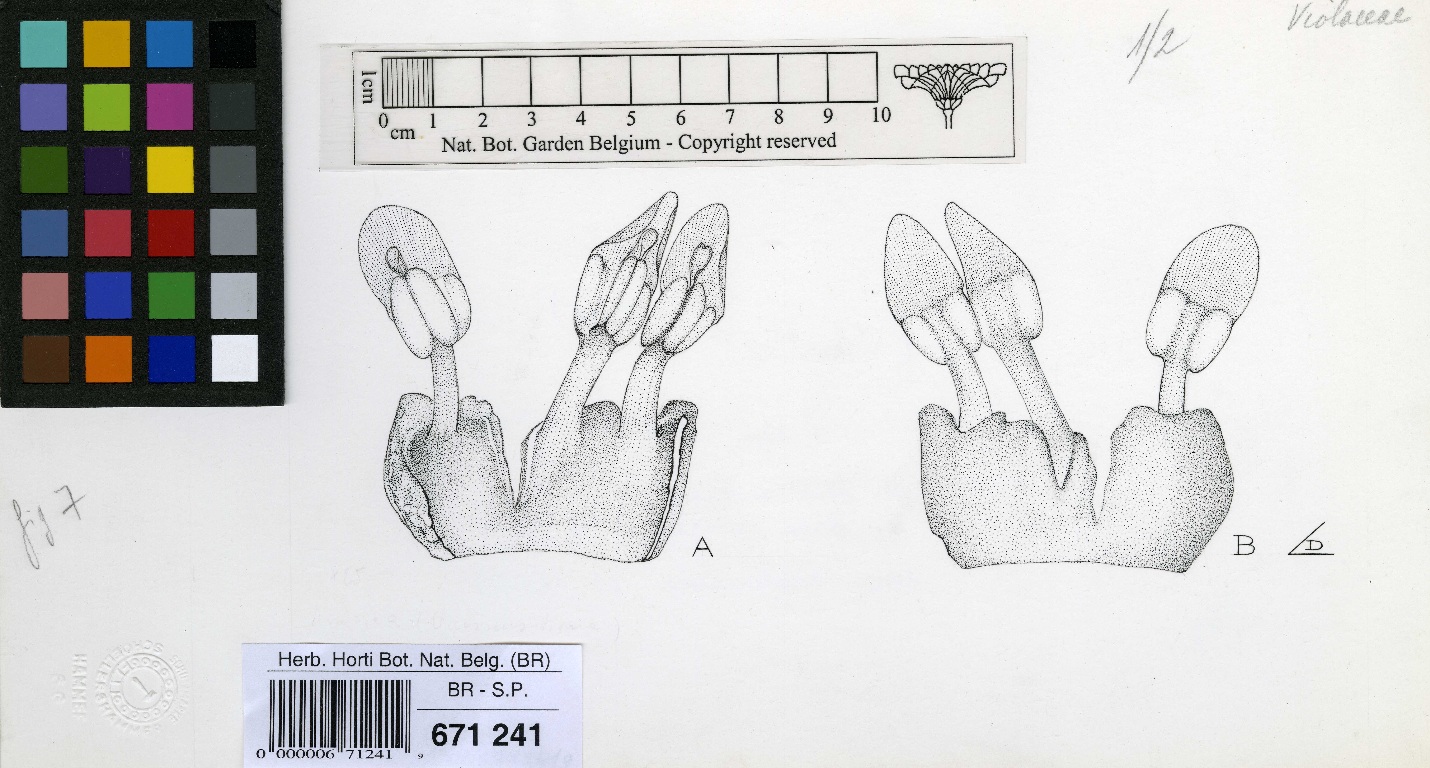 Violaceae
1/2
1cm
0 1 2 3 4 5 6 7 8 9 10
cm
Nat. Bot. Garden Belgium - Copyright reserved
fig 7
A
B
D
Herb. Horti Bot. Nat. Belg. (BR)
BR - S.P.
671 241
0 000006 71241 9